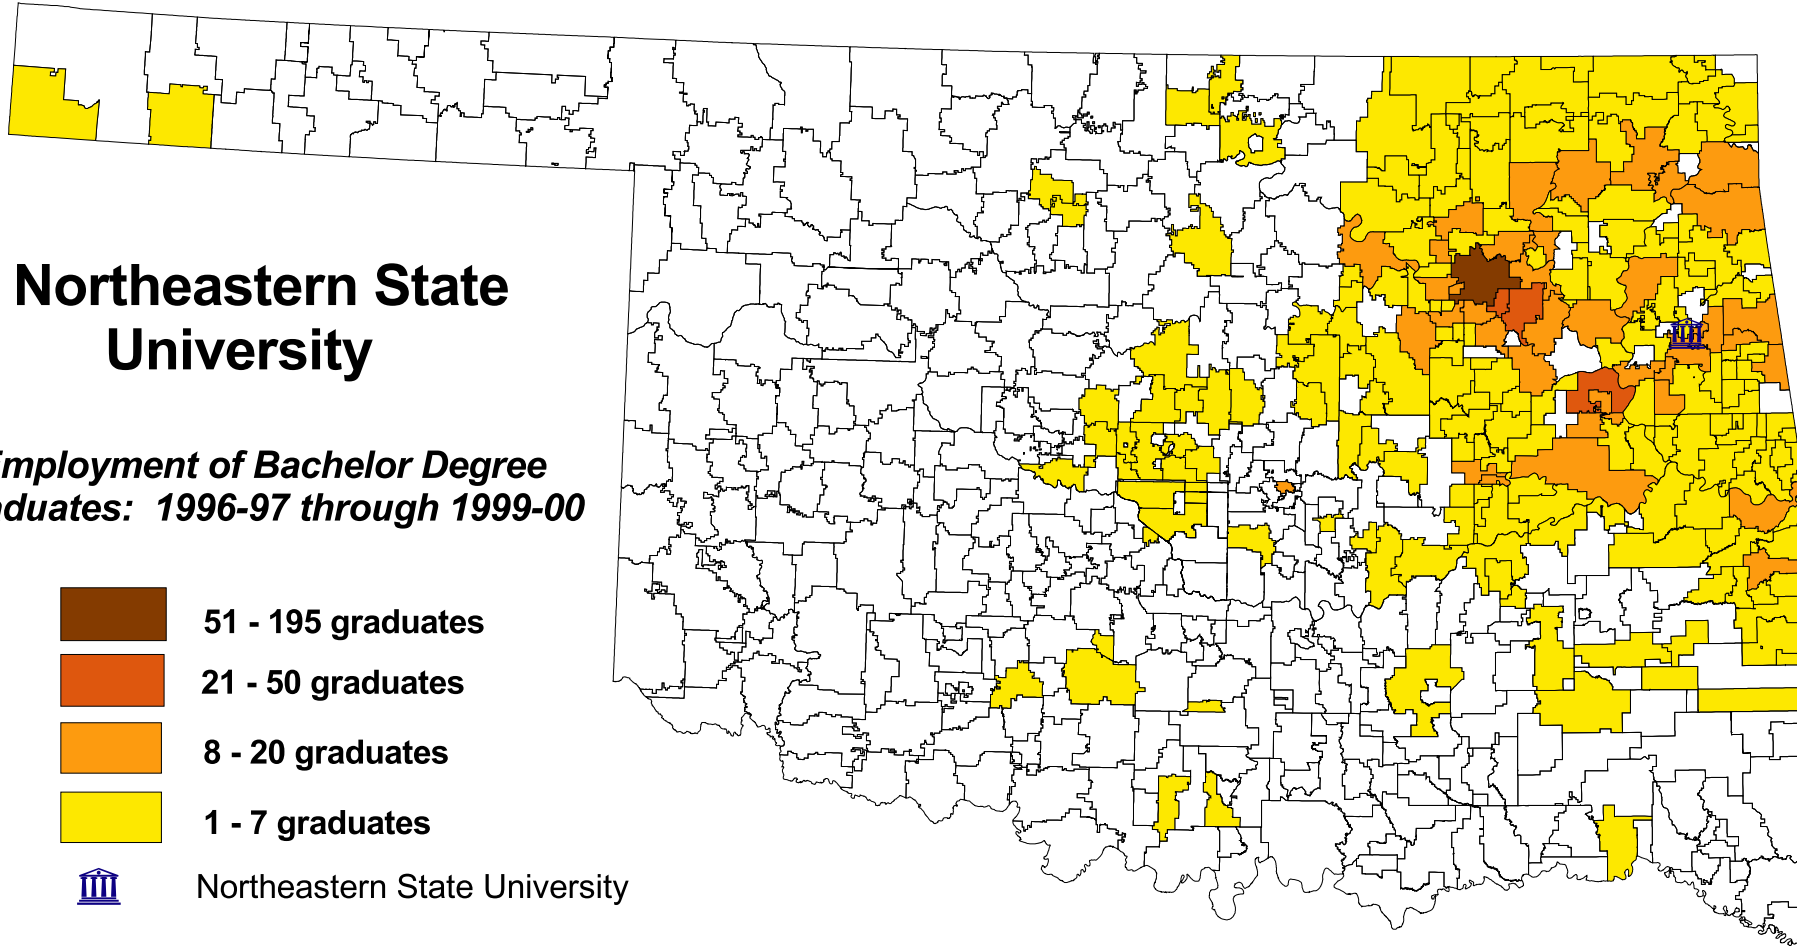 Northeastern State
University
Employment of Bachelor Degree
duates: 1996-97 through 1999-00
51 - 195 graduates
21 - 50 graduates
8 - 20 graduates
1 - 7 graduates
Northeastern State University